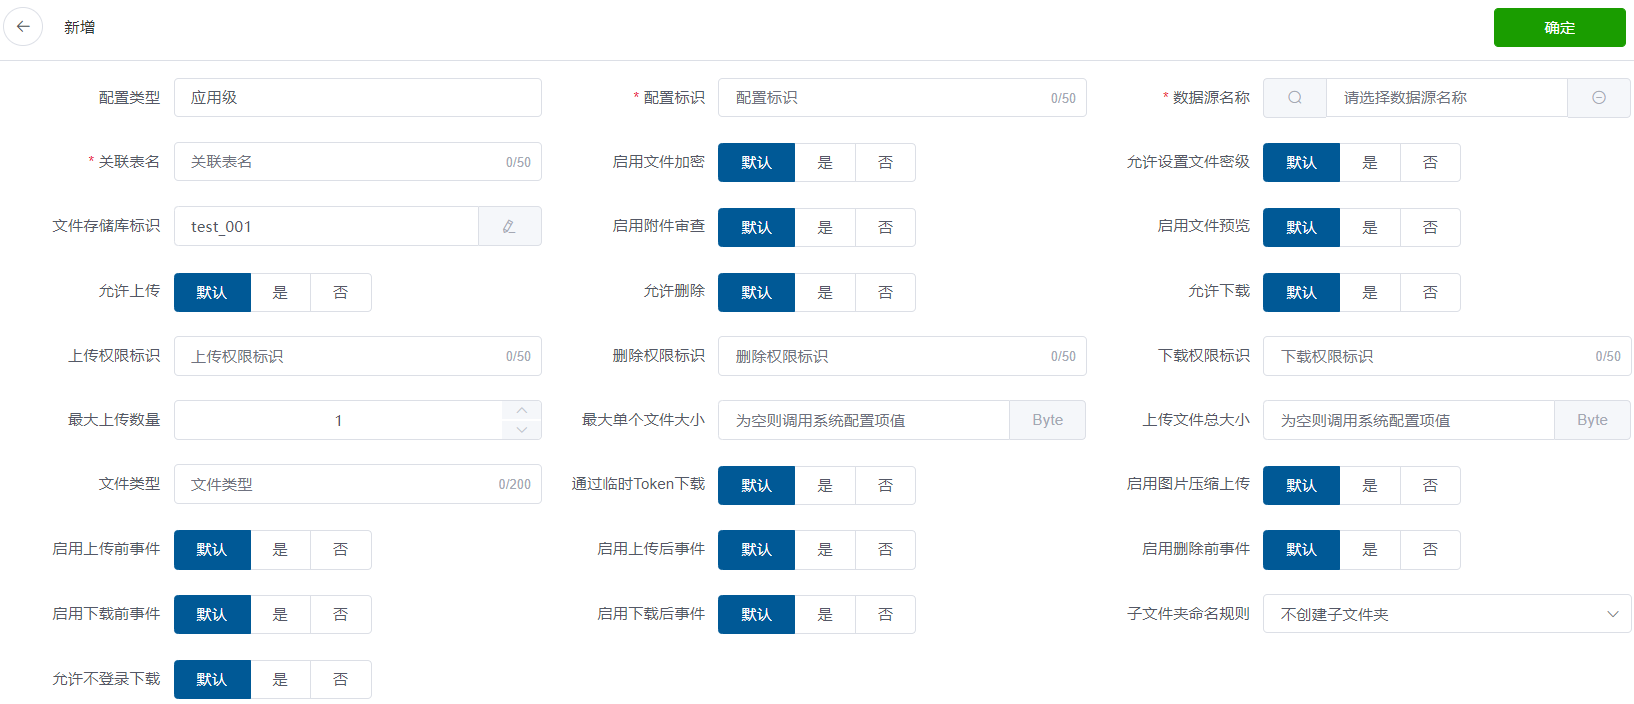 新增 确定
配置类型 应用级 * 配置标识 配置标识 0/50 * 数据源名称 请选择数据源名称
* 关联表名 关联表名 0/50 启用文件加密 默认 是 否 允许设置文件密级 默认 是 否
文件存储库标识 test_001 启用附件审查 默认 是 否 启用文件预览 默认 是 否
允许上传 默认 是 否 允许删除 默认 是 否 允许下载 默认 是 否
上传权限标识 上传权限标识 0/50 删除权限标识 删除权限标识 0/50 下载权限标识 下载权限标识 0/50
最大上传数量 1 最大单个文件大小 为空则调用系统配置项值 Byte 上传文件总大小 为空则调用系统配置项值 Byte
文件类型 文件类型 0/200 通过临时Token下载 默认 是 否 启用图片压缩上传 默认 是 否
启用上传前事件 默认 是 否 启用上传后事件 默认 是 否 启用删除前事件 默认 是 否
启用下载前事件 默认 是 否 启用下载后事件 默认 是 否 子文件夹命名规则 不创建子文件夹
允许不登录下载 默认 是 否